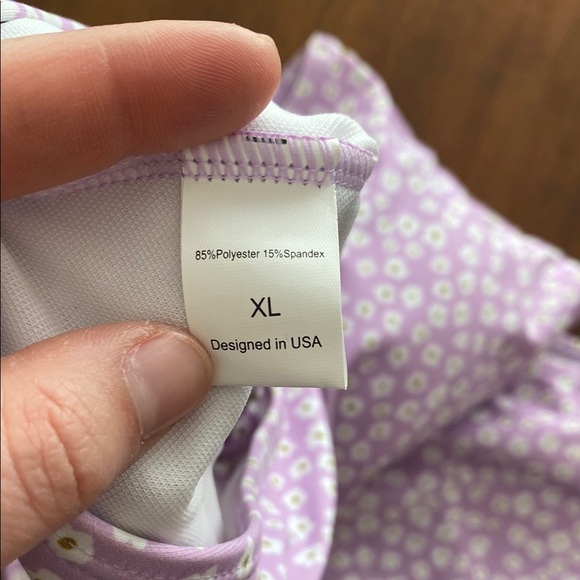 85%Polyester 15%Spandex
XL
Designed in USA